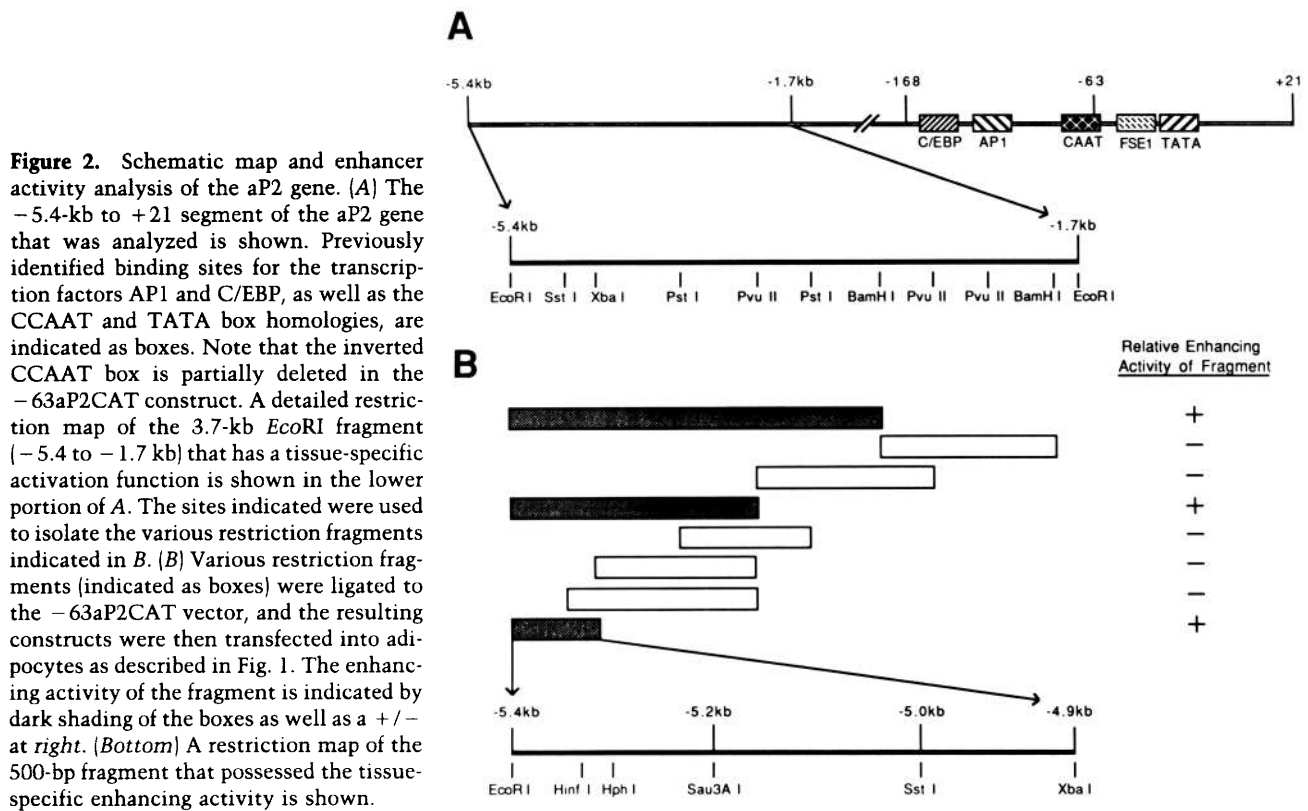 A
-5.4kb -1.7kb -168 -63 +21
C/EBP AP1 CAAT FSE1 TATA
-5.4kb -1.7kb
EcoR I Sst I Xba I Pst I Pvu II Pst I BamH I Pvu II Pvu II BamH I EcoR I
Figure 2. Schematic map and enhancer
activity analysis of the aP2 gene. (A) The
−5.4-kb to +21 segment of the aP2 gene
that was analyzed is shown. Previously
identified binding sites for the transcrip-
tion factors AP1 and C/EBP, as well as the
CCAAT and TATA box homologies, are
indicated as boxes. Note that the inverted
CCAAT box is partially deleted in the
−63aP2CAT construct. A detailed restric-
tion map of the 3.7-kb EcoRI fragment
(−5.4 to −1.7 kb) that has a tissue-specific
activation function is shown in the lower
portion of A. The sites indicated were used
to isolate the various restriction fragments
indicated in B. (B) Various restriction frag-
ments (indicated as boxes) were ligated to
the −63aP2CAT vector, and the resulting
constructs were then transfected into adi-
pocytes as described in Fig. 1. The enhanc-
ing activity of the fragment is indicated by
dark shading of the boxes as well as a +/−
at right. (Bottom) A restriction map of the
500-bp fragment that possessed the tissue-
specific enhancing activity is shown.
B
Relative Enhancing
Activity of Fragment
+
−
−
+
−
−
−
+
-5.4kb -5.2kb -5.0kb -4.9kb
EcoR I Hinf I Hph I Sau3A I Sst I Xba I